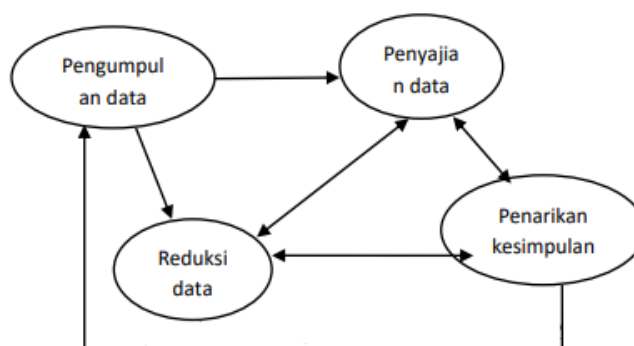 Pengumpul
an data
Penyajia
n data
Reduksi
data
Penarikan
kesimpulan